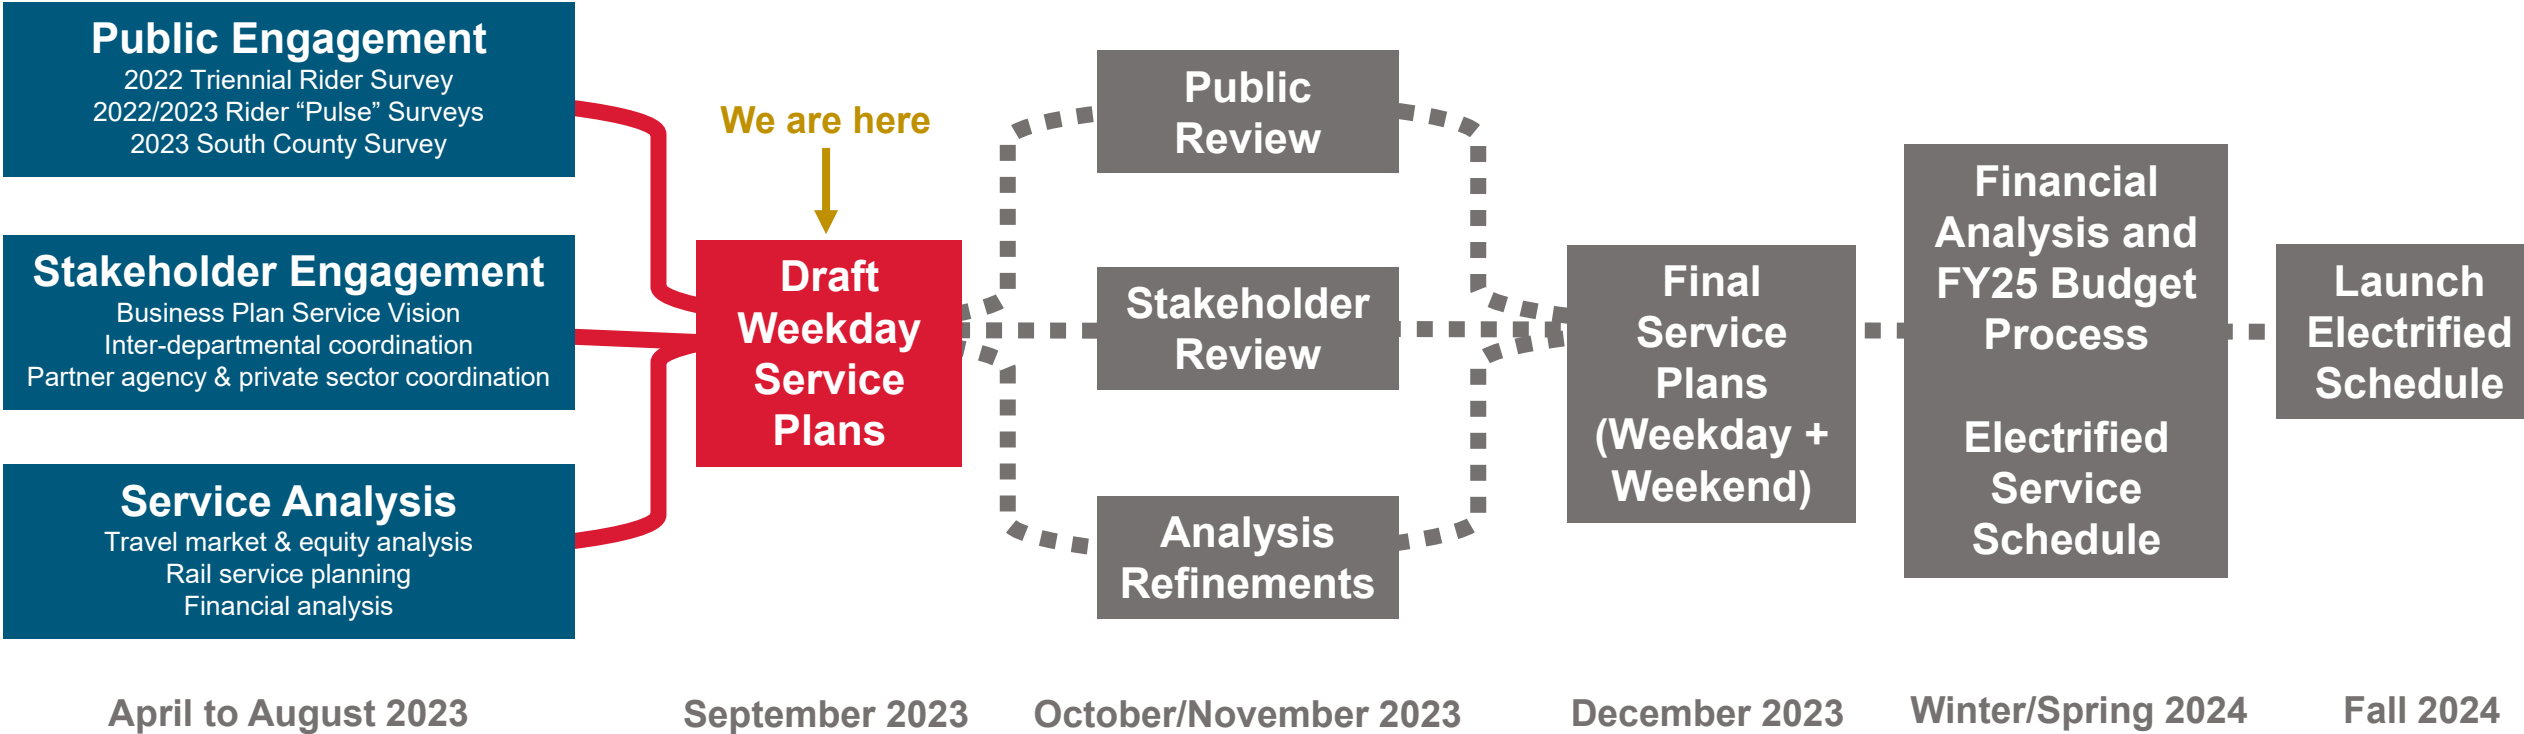 Public Engagement
2022 Triennial Rider Survey
2022/2023 Rider “Pulse” Surveys
2023 South County Survey
Stakeholder Engagement
Business Plan Service Vision
Inter-departmental coordination
Partner agency & private sector coordination
Service Analysis
Travel market & equity analysis
Rail service planning
Financial analysis
We are here
Draft
Weekday
Service
Plans
Public
Review
Stakeholder
Review
Analysis
Refinements
Final
Service
Plans
(Weekday +
Weekend)
Financial
Analysis and
FY25 Budget
Process
Electrified
Service
Schedule
Launch
Electrified
Schedule
April to August 2023
September 2023
October/November 2023
December 2023
Winter/Spring 2024
Fall 2024